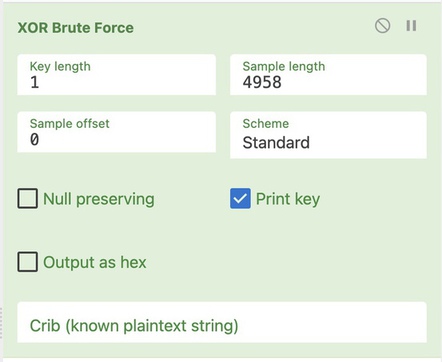 XOR Brute Force
Key length
1
Sample length
4958
Sample offset
0
Scheme
Standard
Null preserving
Print key
Output as hex
Crib (known plaintext string)